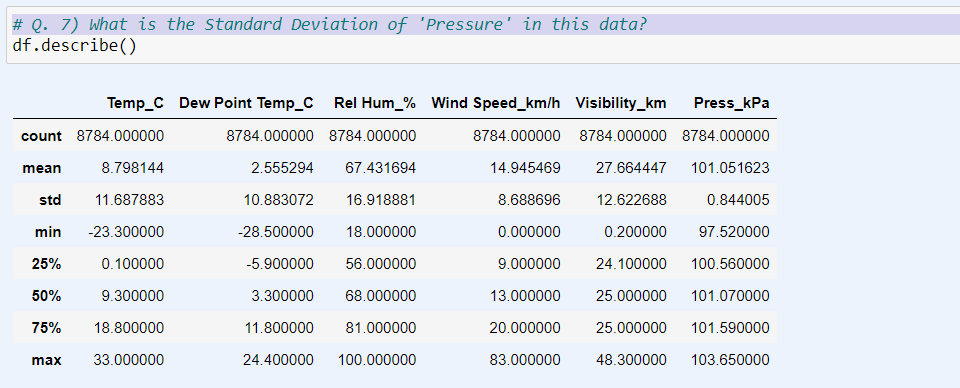 # Q. 7) What is the Standard Deviation of 'Pressure' in this data?
df.describe()
Temp_C Dew Point Temp_C Rel Hum_% Wind Speed_km/h Visibility_km Press_kPa
count 8784.000000 8784.000000 8784.000000 8784.000000 8784.000000 8784.000000
mean 8.798144 2.555294 67.431694 14.945469 27.664447 101.051623
std 11.687883 10.883072 16.918881 8.688696 12.622688 0.844005
min -23.300000 -28.500000 18.000000 0.000000 0.200000 97.520000
25% 0.100000 -5.900000 56.000000 9.000000 24.100000 100.560000
50% 9.300000 3.300000 68.000000 13.000000 25.000000 101.070000
75% 18.800000 11.800000 81.000000 20.000000 25.000000 101.590000
max 33.000000 24.400000 100.000000 83.000000 48.300000 103.650000